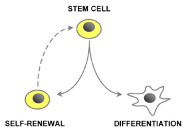 STEM CELL
SELF-RENEWAL
DIFFERENTIATION